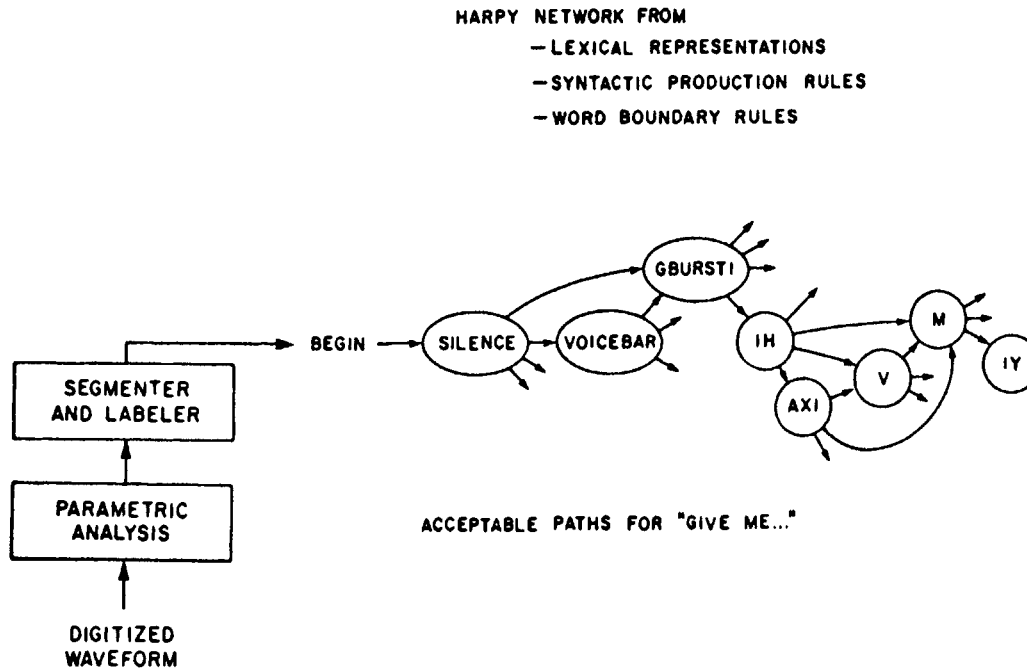 HARPY NETWORK FROM
—LEXICAL REPRESENTATIONS
—SYNTACTIC PRODUCTION RULES
—WORD BOUNDARY RULES
GBURSTI
BEGIN
SILENCE
VOICEBAR
IH
M
V
IY
AXI
SEGMENTER
AND LABELER
PARAMETRIC
ANALYSIS
ACCEPTABLE PATHS FOR "GIVE ME..."
DIGITIZED
WAVEFORM